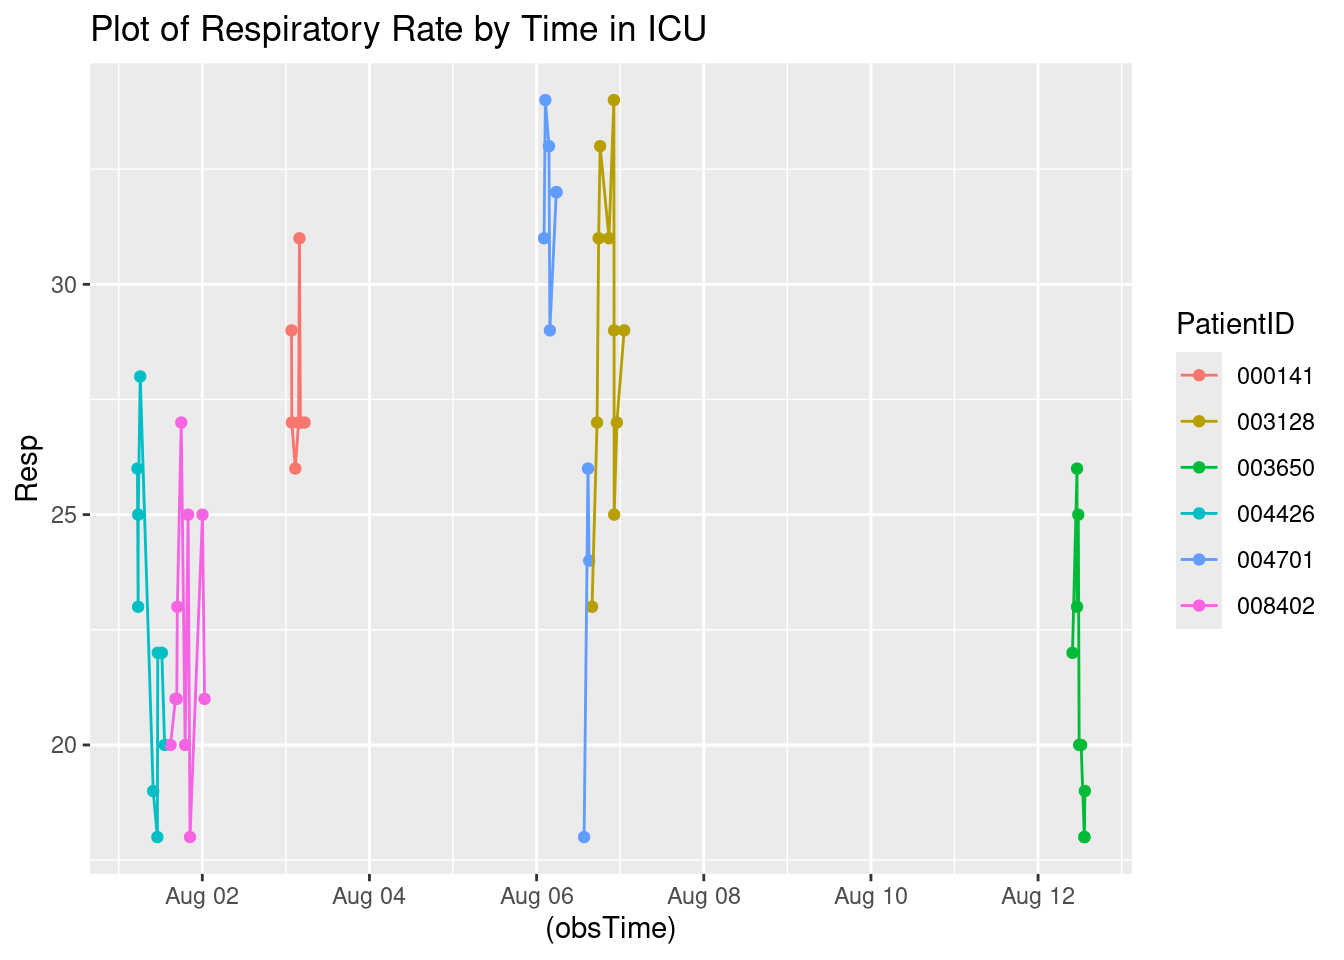 Plot of Respiratory Rate by Time in ICU
Resp
30
25
20
Aug 02 Aug 04 Aug 06 Aug 08 Aug 10 Aug 12
(obsTime)
PatientID
000141
003128
003650
004426
004701
008402